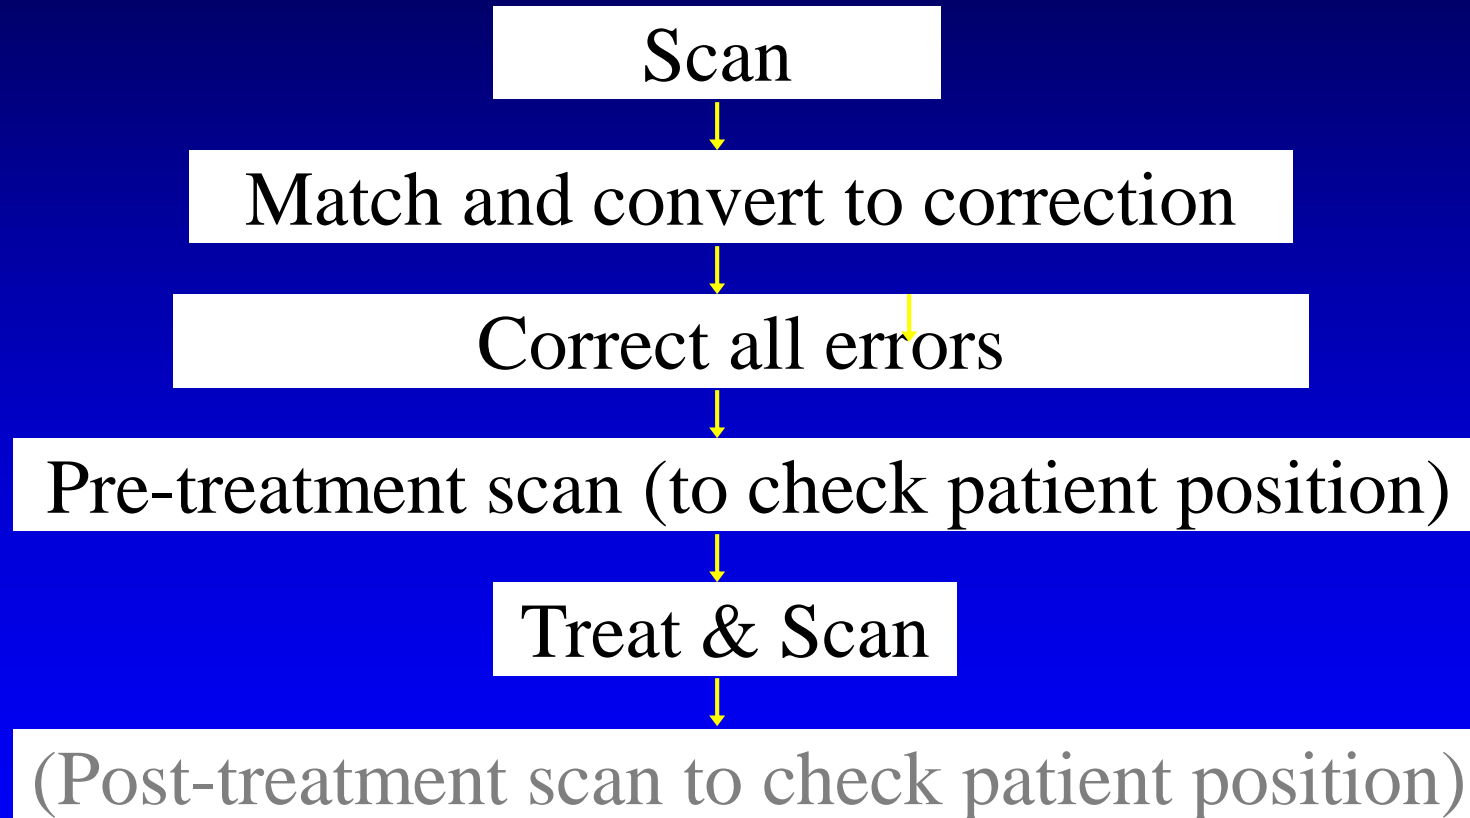 Scan
Match and convert to correction
Correct all errors
Pre-treatment scan (to check patient position)
Treat & Scan
(Post-treatment scan to check patient position)